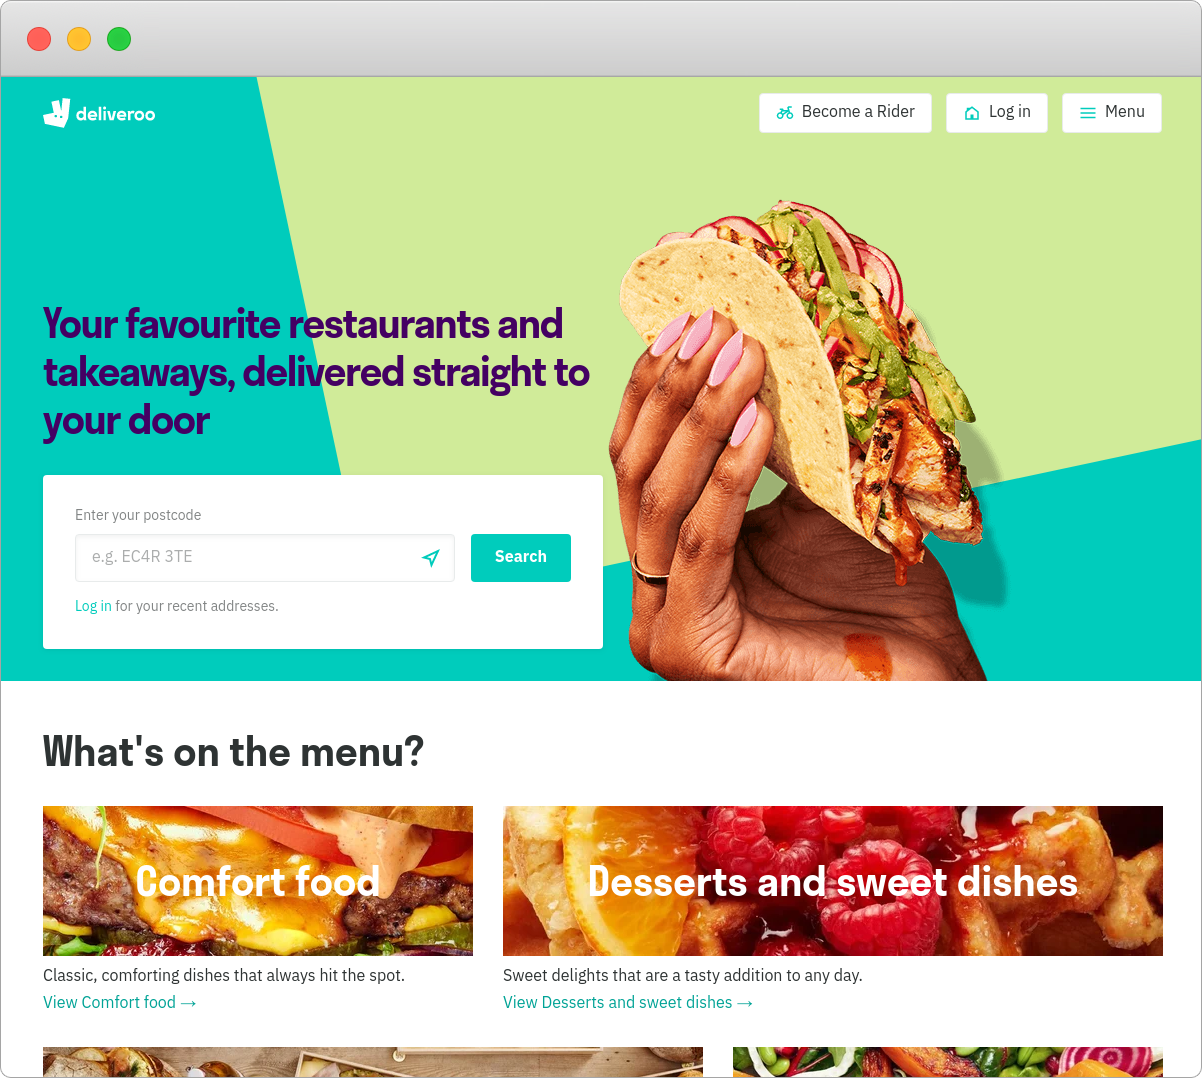 deliveroo
Become a Rider
Log in
Menu
Your favourite restaurants and
takeaways, delivered straight to
your door
Enter your postcode
e.g. EC4R 3TE
Search
Log in for your recent addresses.
What's on the menu?
Comfort food
Desserts and sweet dishes
Classic, comforting dishes that always hit the spot.
Sweet delights that are a tasty addition to any day.
View Comfort food →
View Desserts and sweet dishes →